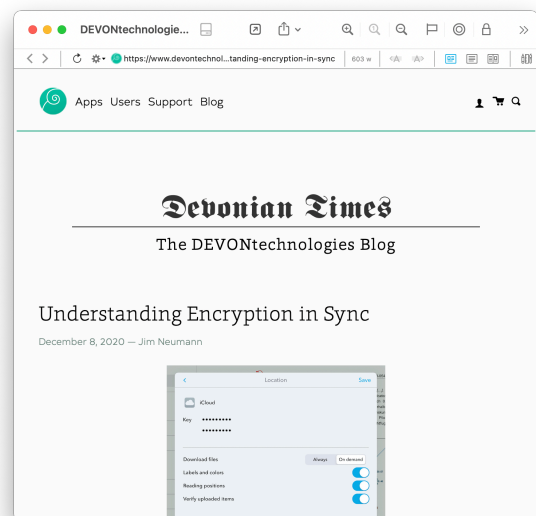 DEVONtechnologie...
https://www.devontechnol...tanding-encryption-in-sync
603 w
Apps Users Support Blog
Devonian Times
The DEVONtechnologies Blog
Understanding Encryption in Sync
December 8, 2020 — Jim Neumann
Location
Save
iCloud
Key •••••••••
•••••••••
Download files
Always On demand
Labels and colors
Reading positions
Verify uploaded items